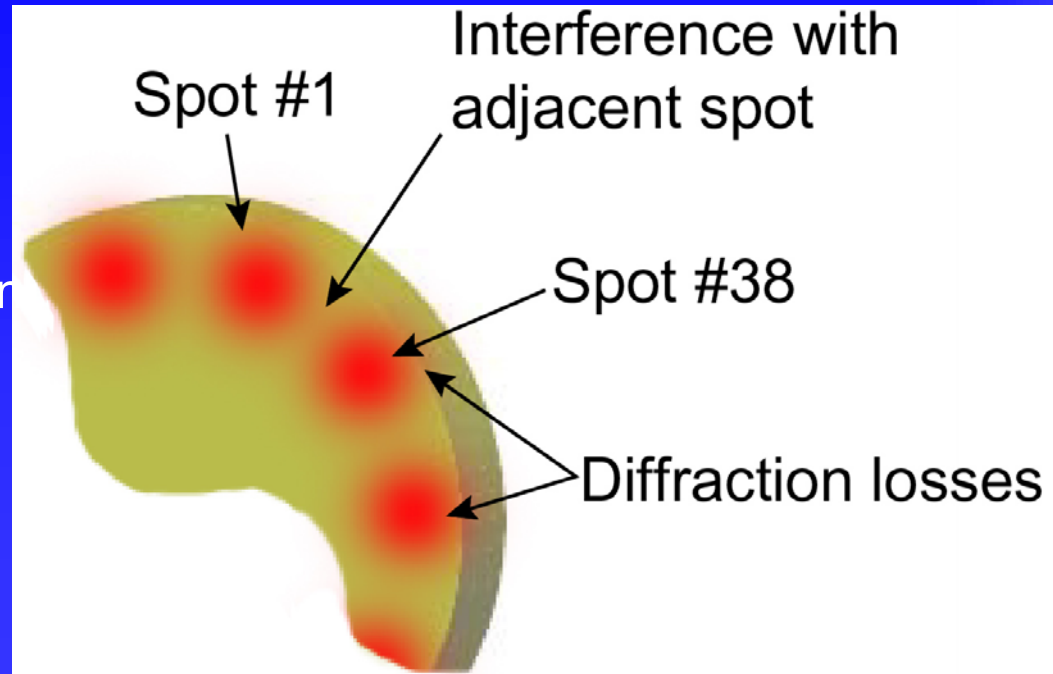 Interference with
adjacent spot
Spot #1
Spot #38
Diffraction losses